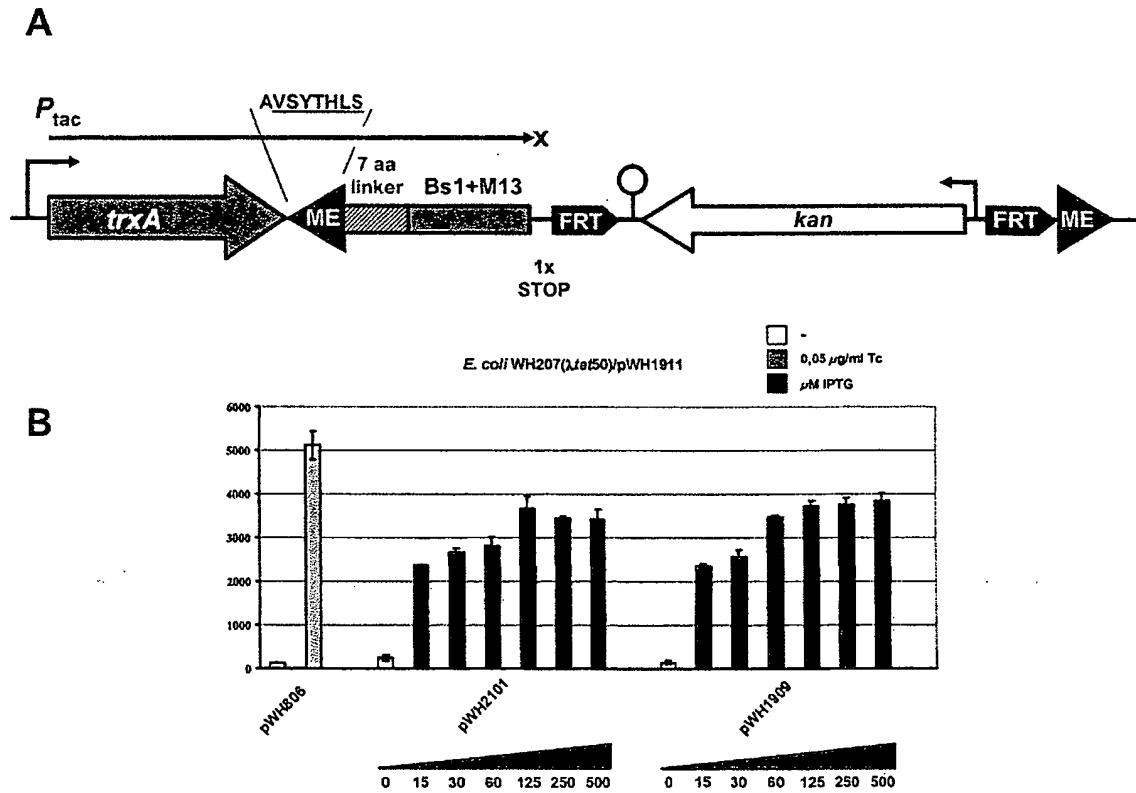 A
P tac
AVSYTHLS
x
trxA
ME
7 aa
linker
Bs1+M13
FRT
kan
FRT
ME
1x
STOP
-
0,05 µg/ml Tc
µM IPTG
E. coli WH207(λtet50)/pWH1911
B
6000
5000
4000
3000
2000
1000
0
pWH806
pWH2101
pWH1909
0 15 30 60 125 250 500
0 15 30 60 125 250 500